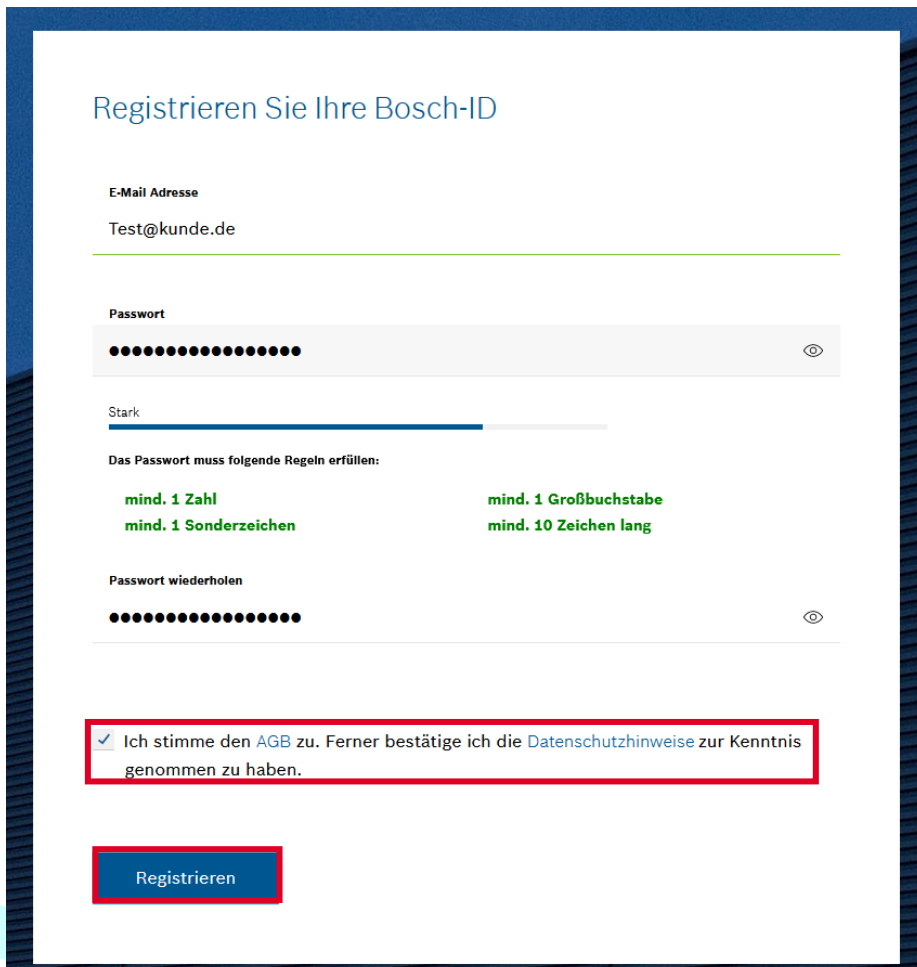 Registrieren Sie Ihre Bosch-ID
E-Mail Adresse
Test@kunde.de
Passwort
●●●●●●●●●●●●●●●●●
Stark
Das Passwort muss folgende Regeln erfüllen:
mind. 1 Zahl mind. 1 Großbuchstabe
mind. 1 Sonderzeichen mind. 10 Zeichen lang
Passwort wiederholen
●●●●●●●●●●●●●●●●●
Ich stimme den AGB zu. Ferner bestätige ich die Datenschutzhinweise zur Kenntnis
genommen zu haben.
Registrieren